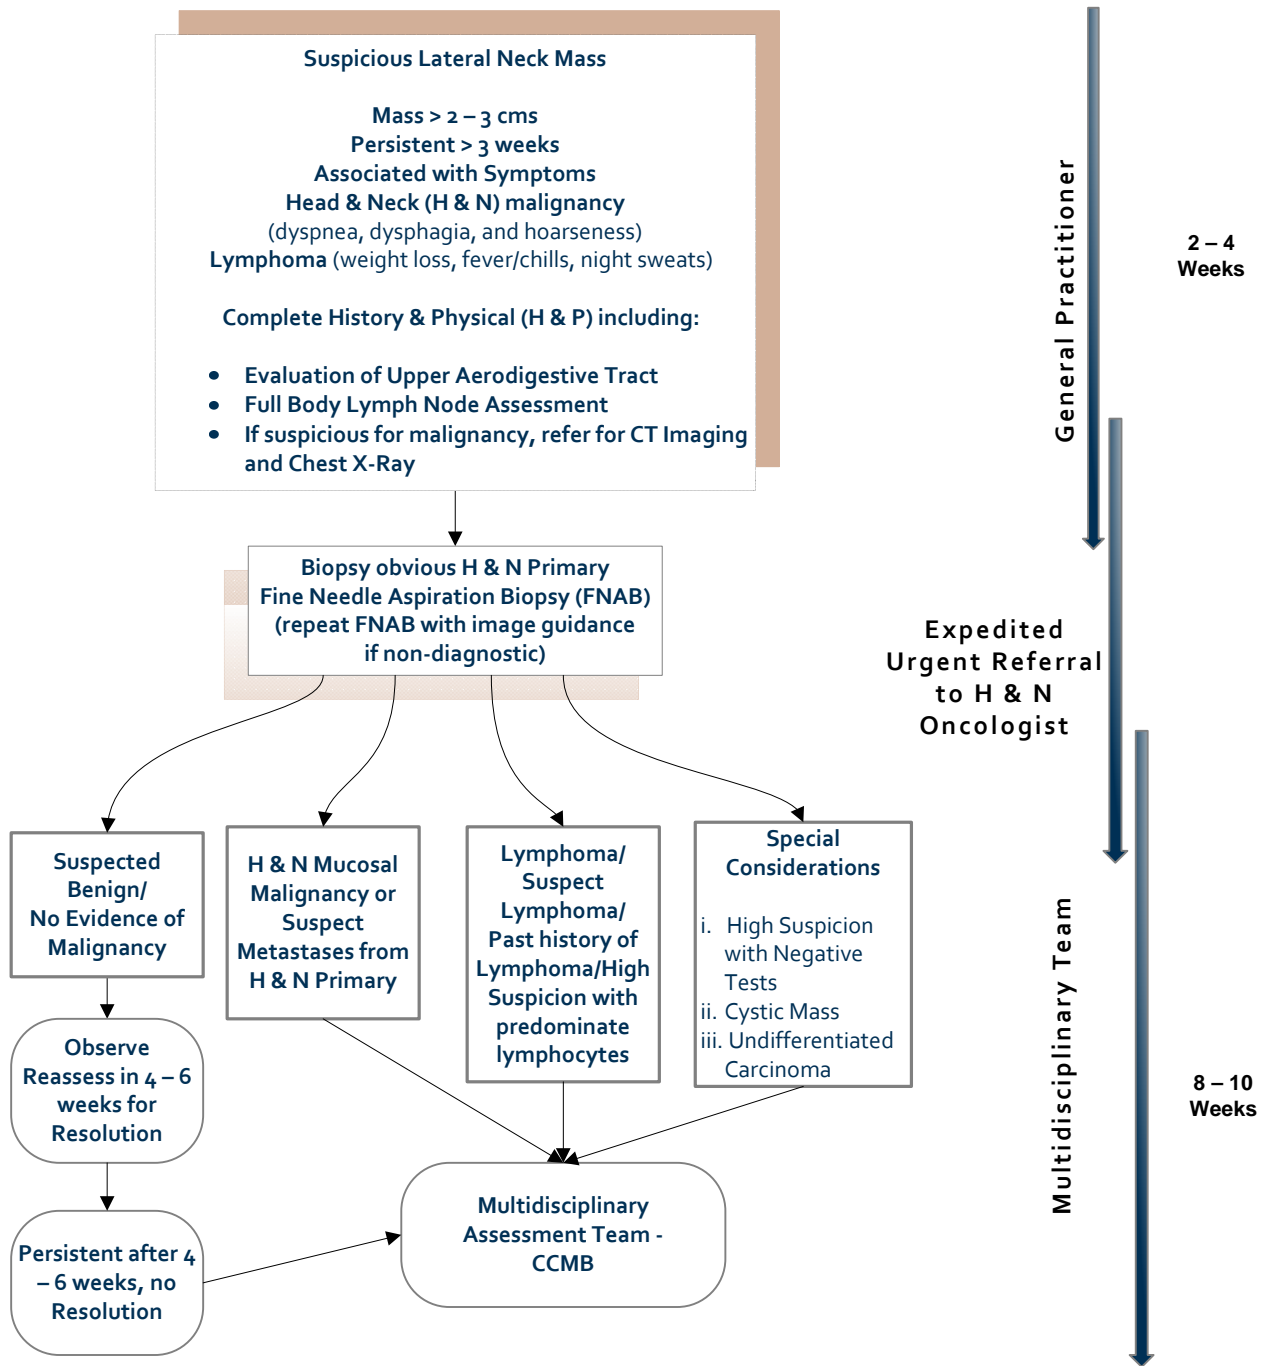 Suspicious Lateral Neck Mass
Mass > 2 – 3 cms
Persistent > 3 weeks
Associated with Symptoms
Head & Neck (H & N) malignancy
(dyspnea, dysphagia, and hoarseness)
Lymphoma (weight loss, fever/chills, night sweats)
Complete History & Physical (H & P) including:
• Evaluation of Upper Aerodigestive Tract
• Full Body Lymph Node Assessment
• If suspicious for malignancy, refer for CT Imaging
and Chest X-Ray
General Practitioner
2 – 4
Weeks
Biopsy obvious H & N Primary
Fine Needle Aspiration Biopsy (FNAB)
(repeat FNAB with image guidance
if non-diagnostic)
Expedited
Urgent Referral
to H & N
Oncologist
Suspected
Benign/
No Evidence of
Malignancy
H & N Mucosal
Malignancy or
Suspect
Metastases from
H & N Primary
Lymphoma/
Suspect
Lymphoma/
Past history of
Lymphoma/High
Suspicion with
predominate
lymphocytes
Special
Considerations
i. High Suspicion
with Negative
Tests
ii. Cystic Mass
iii. Undifferentiated
Carcinoma
Multidisciplinary Team
8 – 10
Weeks
Observe
Reassess in 4 – 6
weeks for
Resolution
Persistent after 4
– 6 weeks, no
Resolution
Multidisciplinary
Assessment Team -
CCMB